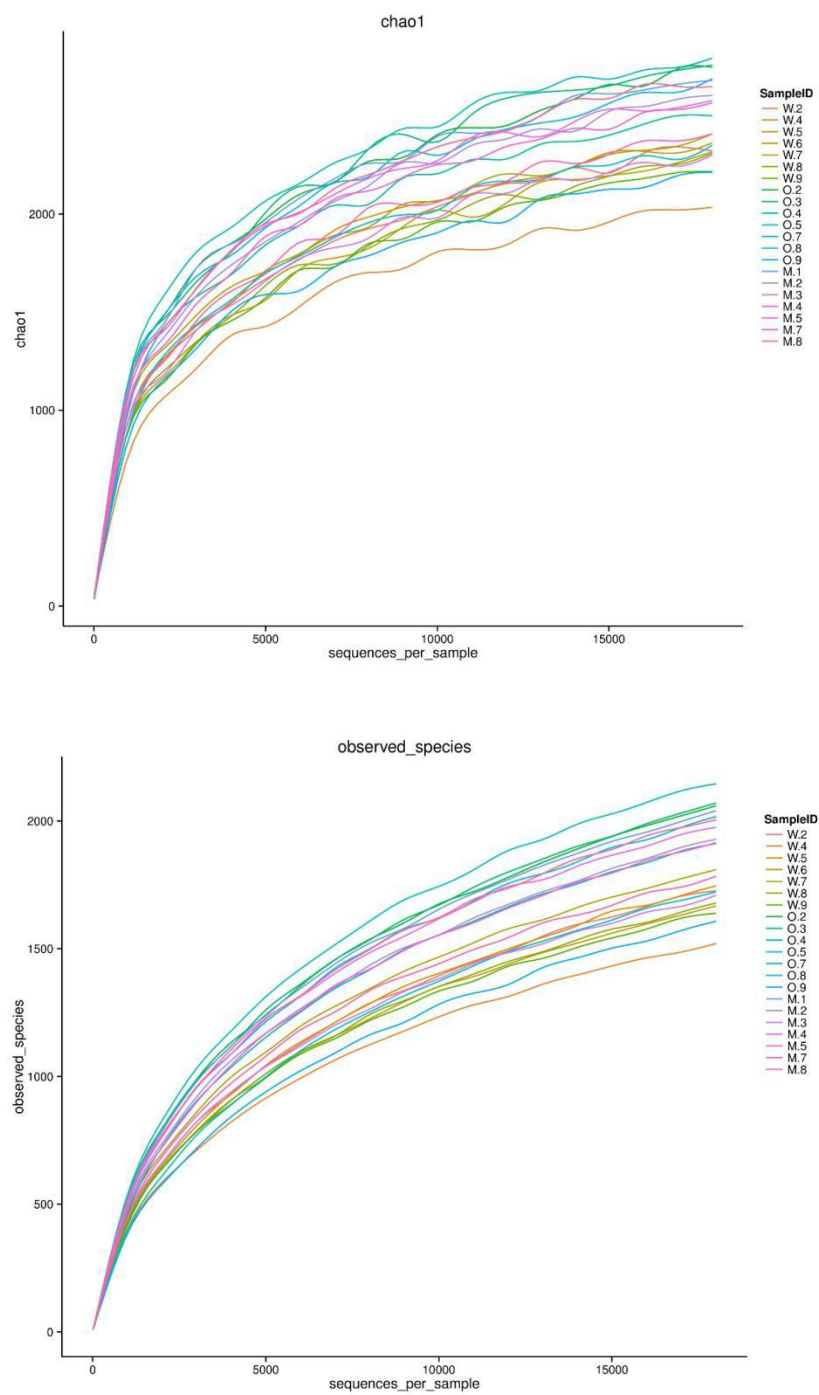 chao1
SampleID
W.2
W.4
W.5
W.6
W.7
W.8
W.9
O.2
O.3
O.4
O.5
O.7
O.8
O.9
M.1
M.2
M.3
M.4
M.5
M.7
M.8
chao1
2000
1000
0
0 5000 10000 15000
sequences_per_sample
observed_species
SampleID
W.2
W.4
W.5
W.6
W.7
W.8
W.9
O.2
O.3
O.4
O.5
O.7
O.8
O.9
M.1
M.2
M.3
M.4
M.5
M.7
M.8
observed_species
2000
1500
1000
500
0
0 5000 10000 15000
sequences_per_sample